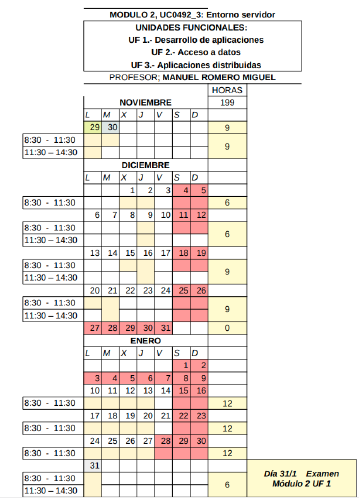 MODULO 2, UC0492_3: Entorno servidor
UNIDADES FUNCIONALES:
UF 1.- Desarrollo de aplicaciones
UF 2.- Acceso a datos
UF 3.- Aplicaciones distribuidas
PROFESOR; MANUEL ROMERO MIGUEL
HORAS
NOVIEMBRE 199
L M X J V S D
29 30 9
8:30 - 11:30 9
11:30 – 14:30
DICIEMBRE
L M X J V S D
1 2 3 4 5
8:30 - 11:30 6
6 7 8 9 10 11 12
8:30 - 11:30 6
11:30 – 14:30
13 14 15 16 17 18 19
8:30 - 11:30 9
11:30 – 14:30
20 21 22 23 24 25 26
8:30 - 11:30 9
11:30 – 14:30
27 28 29 30 31 0
ENERO
L M X J V S D
1 2
3 4 5 6 7 8 9
10 11 12 13 14 15 16
8:30 - 11:30 12
17 18 19 20 21 22 23
8:30 - 11:30 12
24 25 26 27 28 29 30
8:30 - 11:30 12
31
8:30 - 11:30 6
11:30 – 14:30
Día 31/1 Examen
Módulo 2 UF 1